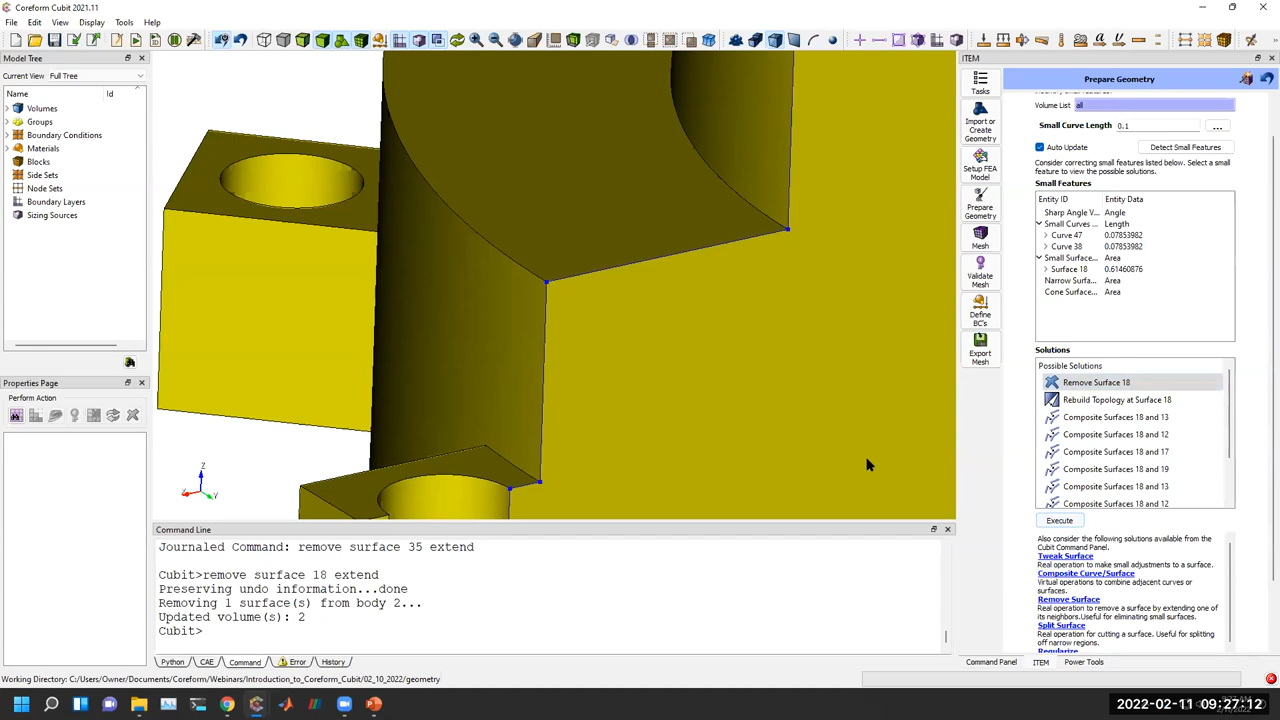 Coreform Cubit 2021.11
File Edit View Display Tools Help
Model Tree
Current View Full Tree
Name Id
Volumes
Groups
Boundary Conditions
Materials
Blocks
Side Sets
Node Sets
Boundary Layers
Sizing Sources
Properties Page
Perform Action
Z
X
Y
Command Line
Journaled Command: remove surface 35 extend
Cubit>remove surface 18 extend
Preserving undo information...done
Removing 1 surface(s) from body 2...
Updated volume(s): 2
Cubit>
Python CAE Command Error History
ITEM
Tasks
Import or
Create
Geometry
Setup FEA
Model
Prepare
Geometry
Mesh
Validate
Mesh
Define
BC's
Export
Mesh
Prepare Geometry
Volume List all
Small Curve Length 0.1 ...
Auto Update Detect Small Features
Consider correcting small features listed below. Select a small
feature to view the possible solutions.
Small Features
Entity ID Entity Data
Sharp Angle V... Angle
Small Curves ... Length
Curve 47 0.07853982
Curve 38 0.07853982
Small Surface... Area
Surface 18 0.61460876
Narrow Surfa... Area
Cone Surface... Area
Solutions
Possible Solutions
Remove Surface 18
Rebuild Topology at Surface 18
Composite Surfaces 18 and 13
Composite Surfaces 18 and 12
Composite Surfaces 18 and 17
Composite Surfaces 18 and 19
Composite Surfaces 18 and 13
Composite Surfaces 18 and 12
Execute
Also consider the following solutions available from the
Cubit Command Panel.
Tweak Surface
Real operation to make small adjustments to a surface.
Composite Curve/Surface
Virtual operations to combine adjacent curves or
surfaces.
Remove Surface
Real operation to remove a surface by extending one of
its neighbors.Useful for eliminating small surfaces.
Split Surface
Real operation for cutting a surface. Useful for splitting
off narrow regions.
Regularize
Command Panel ITEM Power Tools
Working Directory: C:/Users/Owner/Documents/Coreform/Webinars/Introduction_to_Coreform_Cubit/02_10_2022/geometry
2022-02-11 09:27:12